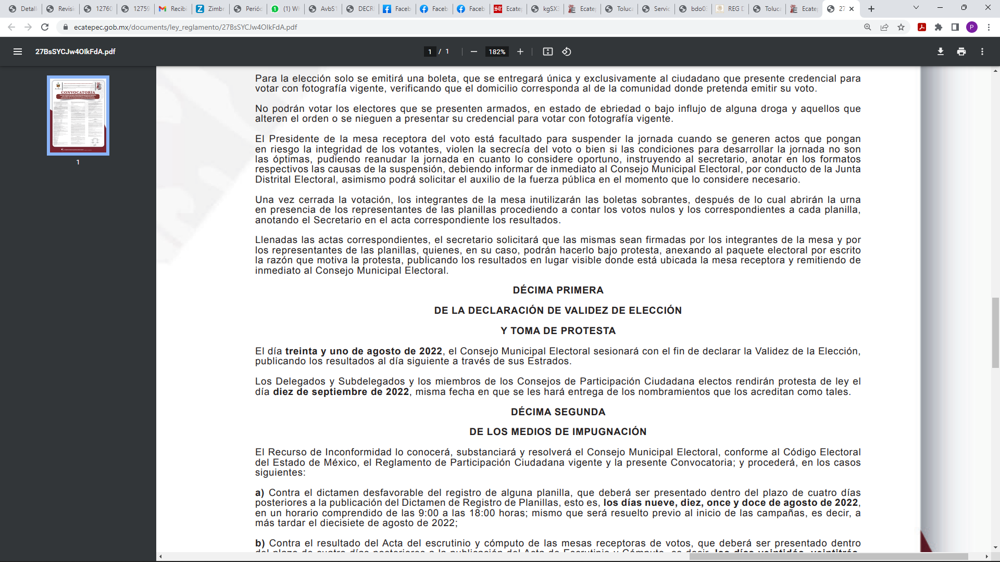 Detall
Revisi
12760
12759
Recibi
Zimbr
Periód
(1) W
AvbS1
DECR
Faceb
Faceb
Faceb
Ecate
kgSX3
Ecate
Toluca
Servic
bdo03
REG D
Toluca
Ecate
27
ecatepec.gob.mx/documents/ley_reglamento/27BsSYCJw4OIkFdA.pdf
P
27BsSYCJw4OIkFdA.pdf
1 / 1
182%
CONVOCATORIA
1
Para la elección solo se emitirá una boleta, que se entregará única y exclusivamente al ciudadano que presente credencial para
votar con fotografía vigente, verificando que el domicilio corresponda al de la comunidad donde pretenda emitir su voto.
No podrán votar los electores que se presenten armados, en estado de ebriedad o bajo influjo de alguna droga y aquellos que
alteren el orden o se nieguen a presentar su credencial para votar con fotografía vigente.
El Presidente de la mesa receptora del voto está facultado para suspender la jornada cuando se generen actos que pongan
en riesgo la integridad de los votantes, violen la secrecía del voto o bien si las condiciones para desarrollar la jornada no son
las óptimas, pudiendo reanudar la jornada en cuanto lo considere oportuno, instruyendo al secretario, anotar en los formatos
respectivos las causas de la suspensión, debiendo informar de inmediato al Consejo Municipal Electoral, por conducto de la Junta
Distrital Electoral, asimismo podrá solicitar el auxilio de la fuerza pública en el momento que lo considere necesario.
Una vez cerrada la votación, los integrantes de la mesa inutilizarán las boletas sobrantes, después de lo cual abrirán la urna
en presencia de los representantes de las planillas procediendo a contar los votos nulos y los correspondientes a cada planilla,
anotando el Secretario en el acta correspondiente los resultados.
Llenadas las actas correspondientes, el secretario solicitará que las mismas sean firmadas por los integrantes de la mesa y por
los representantes de las planillas, quienes, en su caso, podrán hacerlo bajo protesta, anexando al paquete electoral por escrito
la razón que motiva la protesta, publicando los resultados en lugar visible donde está ubicada la mesa receptora y remitiendo de
inmediato al Consejo Municipal Electoral.
DÉCIMA PRIMERA
DE LA DECLARACIÓN DE VALIDEZ DE ELECCIÓN
Y TOMA DE PROTESTA
El día treinta y uno de agosto de 2022, el Consejo Municipal Electoral sesionará con el fin de declarar la Validez de la Elección,
publicando los resultados al día siguiente a través de sus Estrados.
Los Delegados y Subdelegados y los miembros de los Consejos de Participación Ciudadana electos rendirán protesta de ley el
día diez de septiembre de 2022, misma fecha en que se les hará entrega de los nombramientos que los acreditan como tales.
DÉCIMA SEGUNDA
DE LOS MEDIOS DE IMPUGNACIÓN
El Recurso de Inconformidad lo conocerá, substanciará y resolverá el Consejo Municipal Electoral, conforme al Código Electoral
del Estado de México, el Reglamento de Participación Ciudadana vigente y la presente Convocatoria; y procederá, en los casos
siguientes:
a) Contra el dictamen desfavorable del registro de alguna planilla, que deberá ser presentado dentro del plazo de cuatro días
posteriores a la publicación del Dictamen de Registro de Planillas, esto es, los días nueve, diez, once y doce de agosto de 2022,
en un horario comprendido de las 9:00 a las 18:00 horas; mismo que será resuelto previo al inicio de las campañas, es decir, a
más tardar el diecisiete de agosto de 2022;
b) Contra el resultado del Acta del escrutinio y cómputo de las mesas receptoras de votos, que deberá ser presentado dentro
del plazo de cuatro días posteriores a la publicación del Acta de Escrutinio y Cómputo, es decir, los días veintidós, veintitrés,